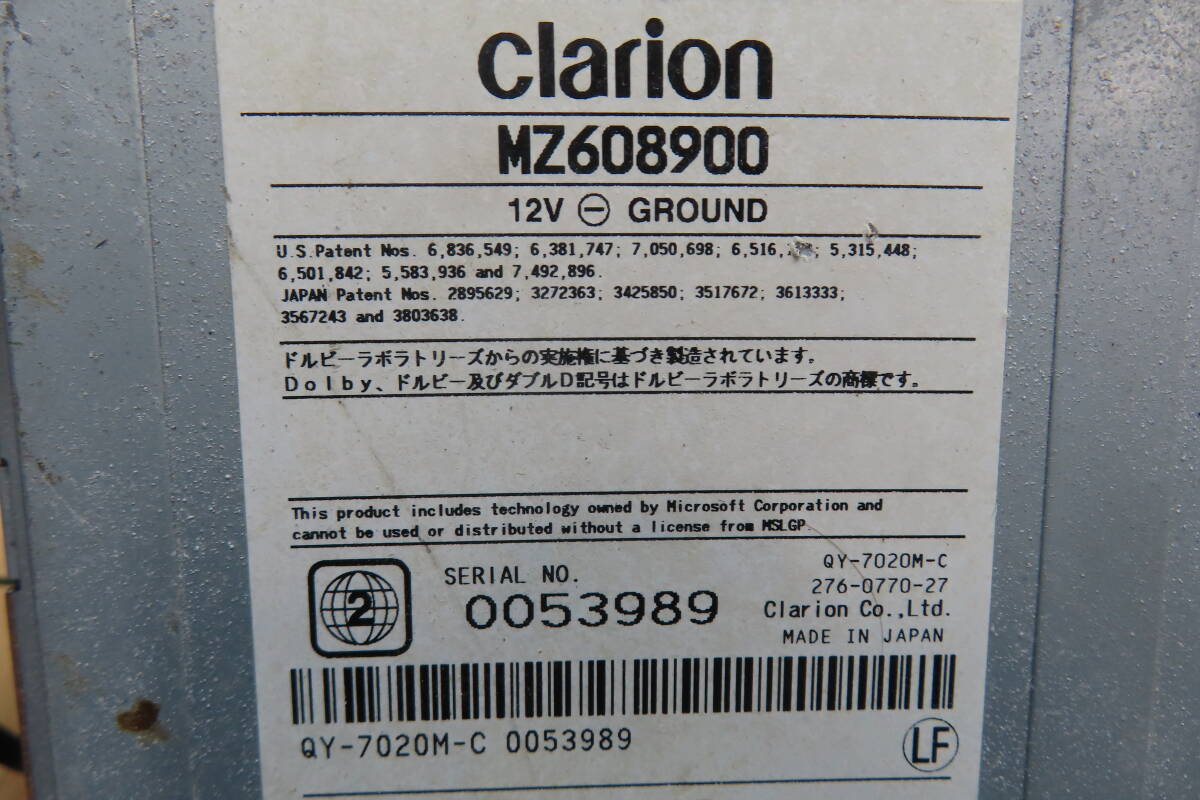 Clarion
MZ608900
12V ⊖ GROUND
U.S.Patent Nos. 6,836,549; 6,381,747; 7,050,698; 6,516, 5,315,448;
6,501,842; 5,583,936 and 7,492,896.
JAPAN Patent Nos. 2895629; 3272363; 3425850; 3517672; 3613333;
3567243 and 3803638.
ドルビーラボラトリーズからの実施権に基づき製造されています。
Dolby、ドルビー及びダブルD記号はドルビーラボラトリーズの商標です。
This product includes technology owned by Microsoft Corporation and
cannot be used or distributed without a license from MSLGP.
2
SERIAL NO.
0053989
QY-7020M-C
276-0770-27
Clarion Co.,Ltd.
MADE IN JAPAN
QY-7020M-C 0053989
LF